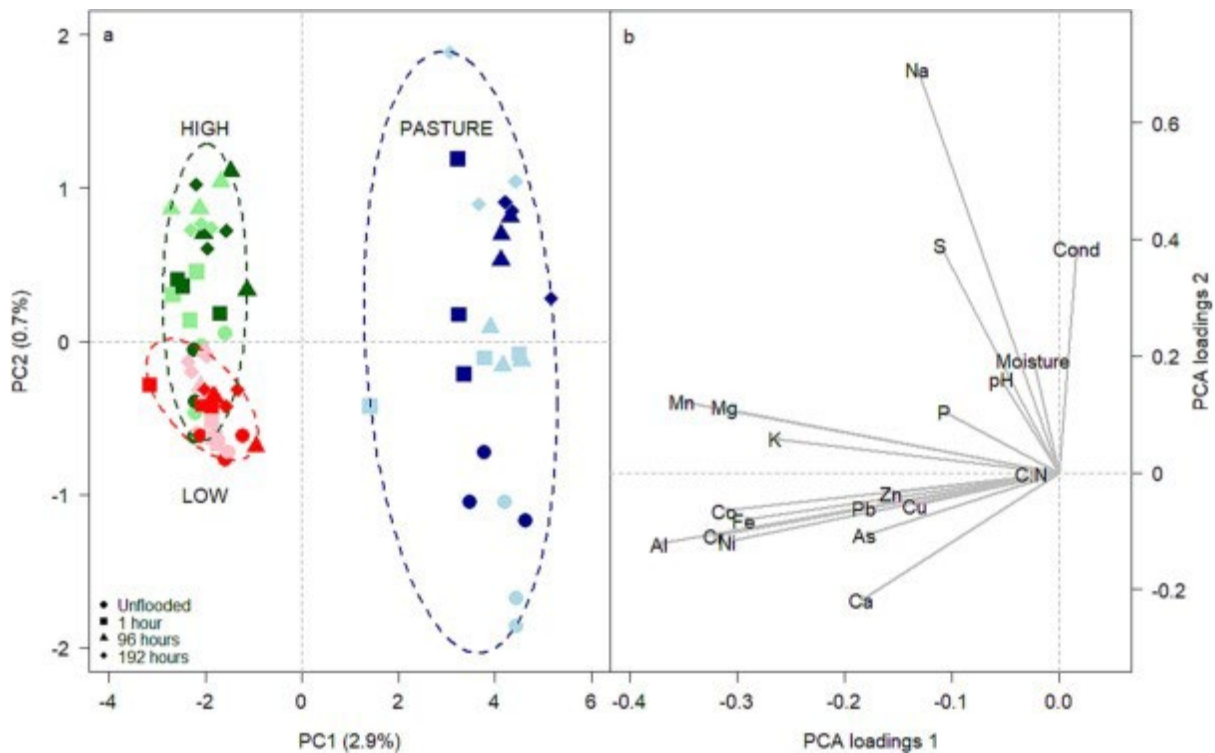 a
HIGH
PASTURE
LOW
Unflooded
1 hour
96 hours
192 hours
2
1
0
-1
-2
PC2 (0.7%)
-4
-2
0
2
4
6
PC1 (2.9%)
b
Na
S
Cond
Moisture
pH
Mn
Mg
P
K
C:N
Zn
Co
Pb
Cu
Fe
Cr
As
Al
Ni
Ca
0.6
0.4
0.2
0
-0.2
PCA loadings 2
-0.4
-0.3
-0.2
-0.1
0.0
PCA loadings 1